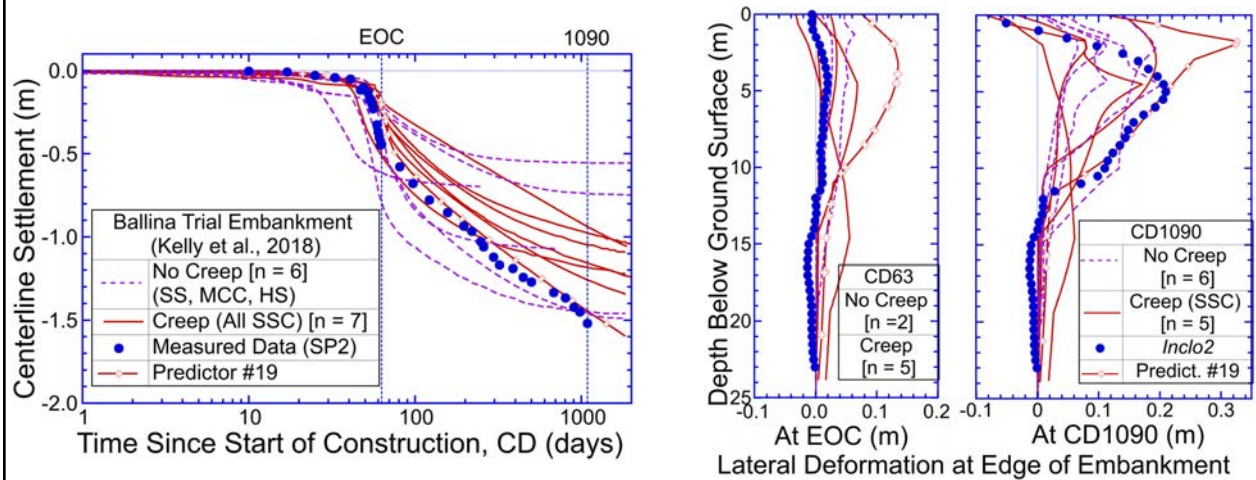 EOC
1090
0.0
-0.5
-1.0
-1.5
-2.0
Centerline Settlement (m)
Ballina Trial Embankment
(Kelly et al., 2018)
No Creep [n = 6]
(SS, MCC, HS)
Creep (All SSC) [n = 7]
Measured Data (SP2)
Predictor #19
1
10
100
1000
Time Since Start of Construction, CD (days)
0
5
10
15
20
25
Depth Below Ground Surface (m)
CD63
No Creep
[n =2]
Creep
[n = 5]
-0.1
0.0
0.1
0.2
At EOC (m)
0
5
10
15
20
CD1090
No Creep
[n = 6]
Creep (SSC)
[n = 5]
Inclo2
Predict. #19
-0.1
0
0.1
0.2
0.3
At CD1090 (m)
Lateral Deformation at Edge of Embankment